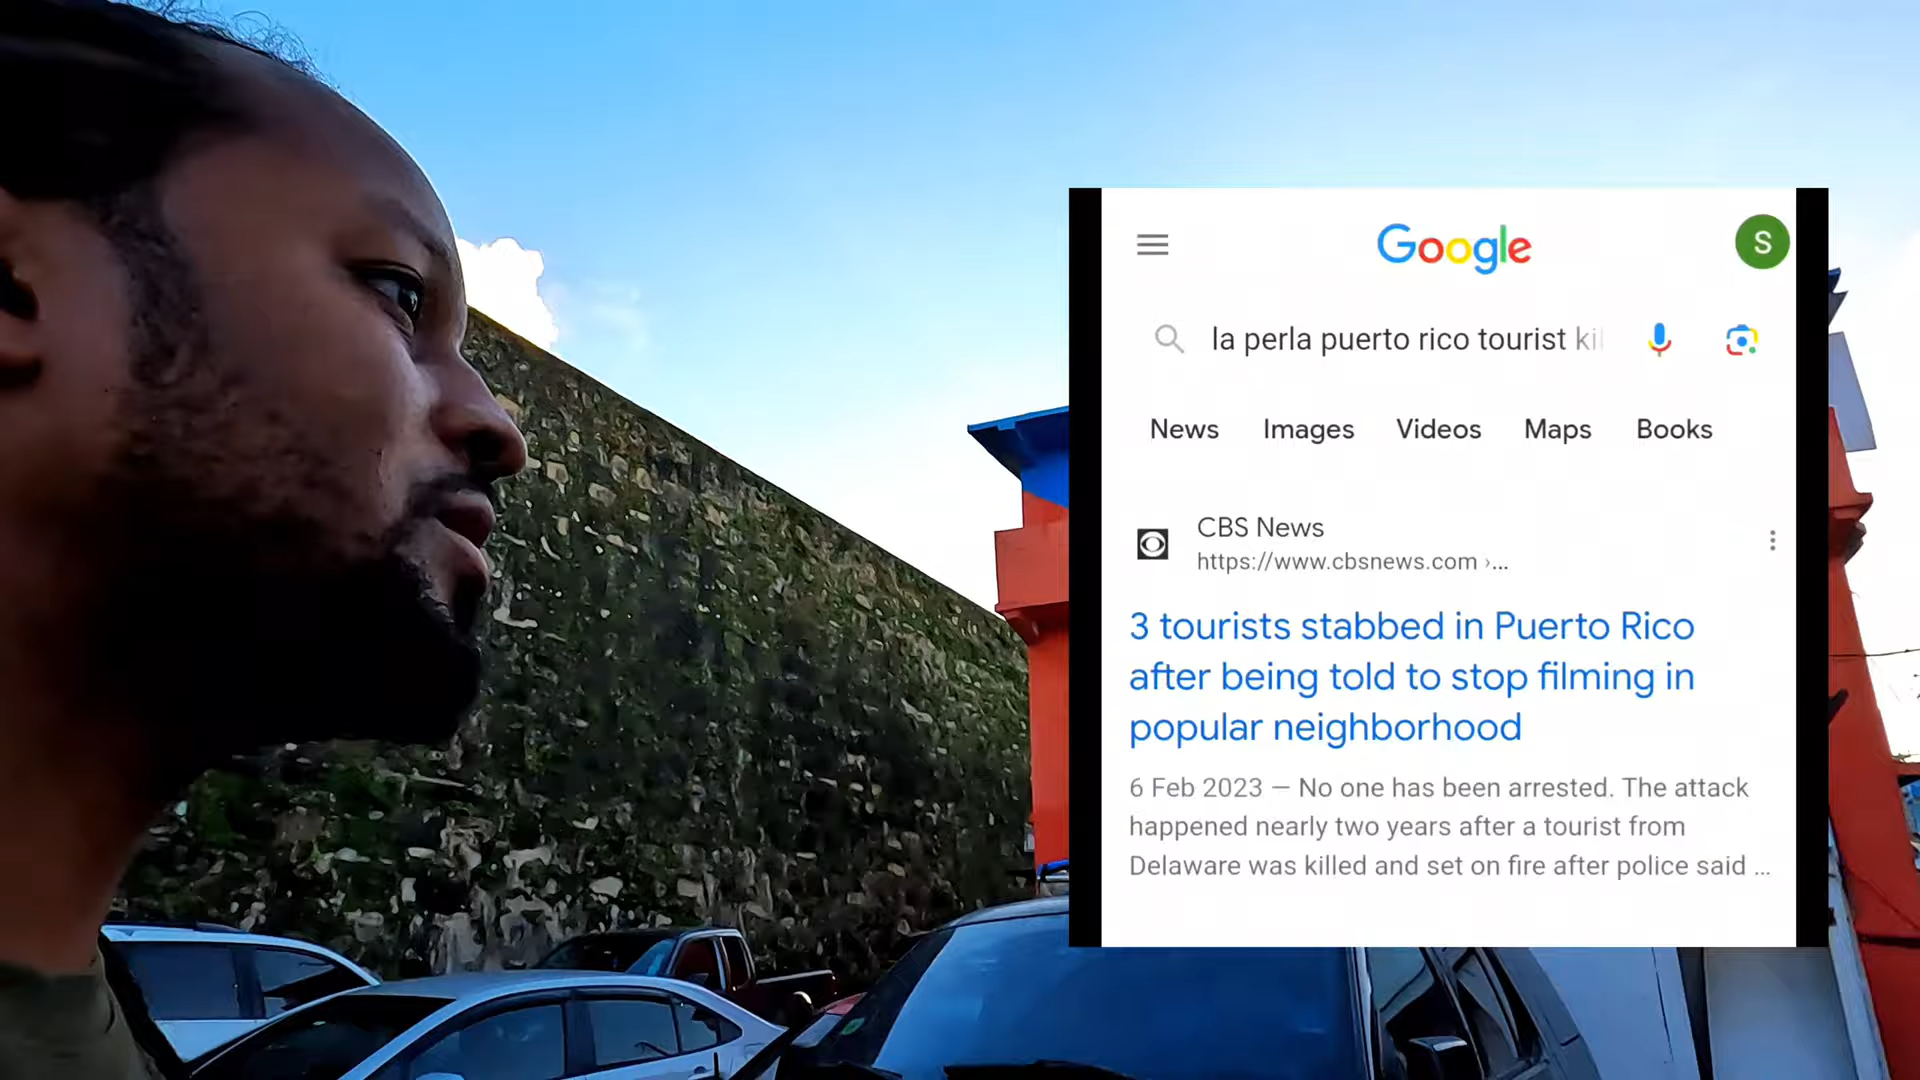 Google
S
la perla puerto rico tourist kil
News Images Videos Maps Books
CBS News
https://www.cbsnews.com ›...
3 tourists stabbed in Puerto Rico
after being told to stop filming in
popular neighborhood
6 Feb 2023 — No one has been arrested. The attack
happened nearly two years after a tourist from
Delaware was killed and set on fire after police said ...